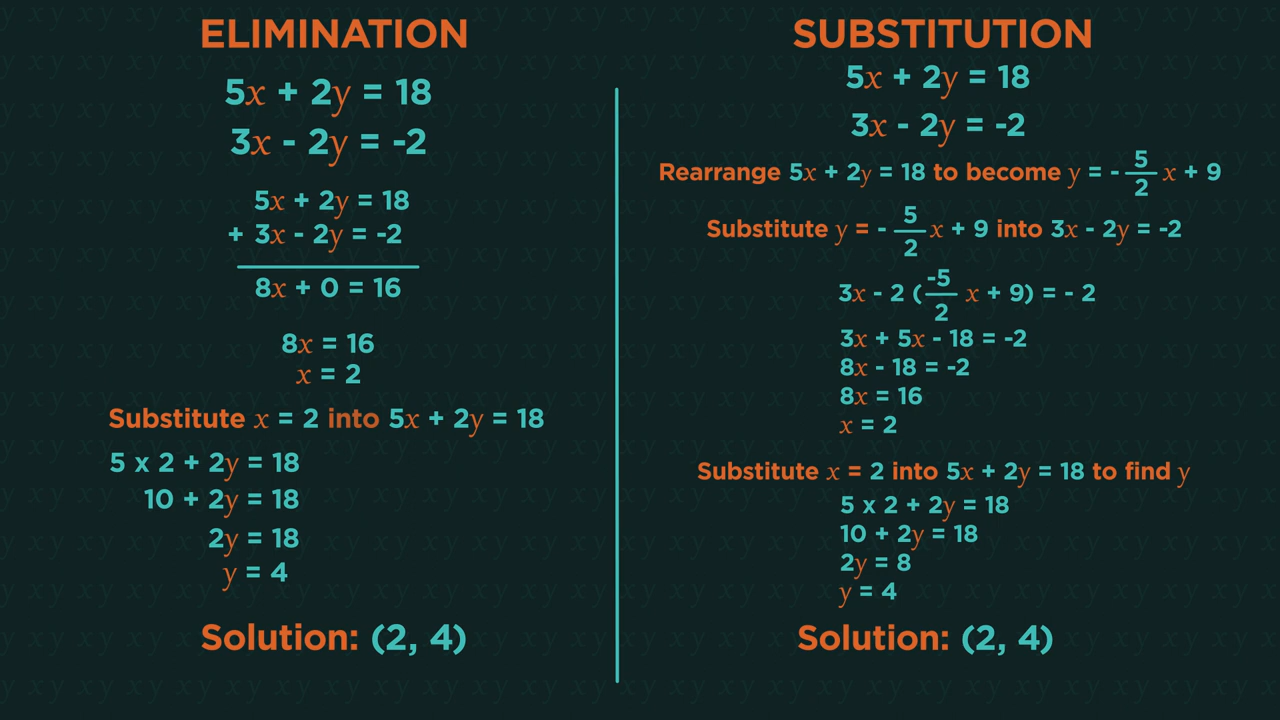 ELIMINATION
5x + 2y = 18
3x - 2y = -2
5x + 2y = 18
+ 3x - 2y = -2
8x + 0 = 16
8x = 16
x = 2
Substitute x = 2 into 5x + 2y = 18
5 x 2 + 2y = 18
10 + 2y = 18
2y = 18
y = 4
Solution: (2, 4)
SUBSTITUTION
5x + 2y = 18
3x - 2y = -2
Rearrange 5x + 2y = 18 to become y = - 5/2 x + 9
Substitute y = - 5/2 x + 9 into 3x - 2y = -2
3x - 2 (-5/2 x + 9) = - 2
3x + 5x - 18 = -2
8x - 18 = -2
8x = 16
x = 2
Substitute x = 2 into 5x + 2y = 18 to find y
5 x 2 + 2y = 18
10 + 2y = 18
2y = 8
y = 4
Solution: (2, 4)